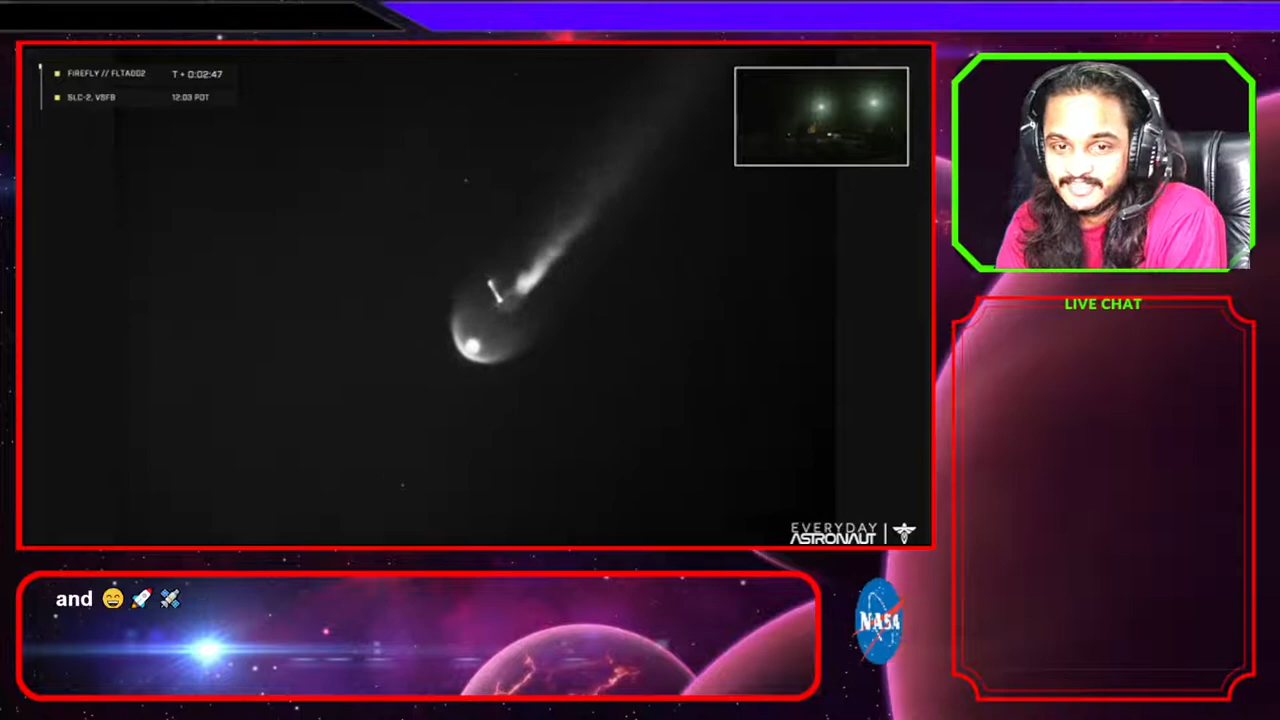 FIREFLY // FLTA002 T + 0:02:47
SLC-2, VSFB 12:03 PDT
EVERYDAY
ASTRONAUT
LIVE CHAT
and 😄 🚀 🛰️
NASA